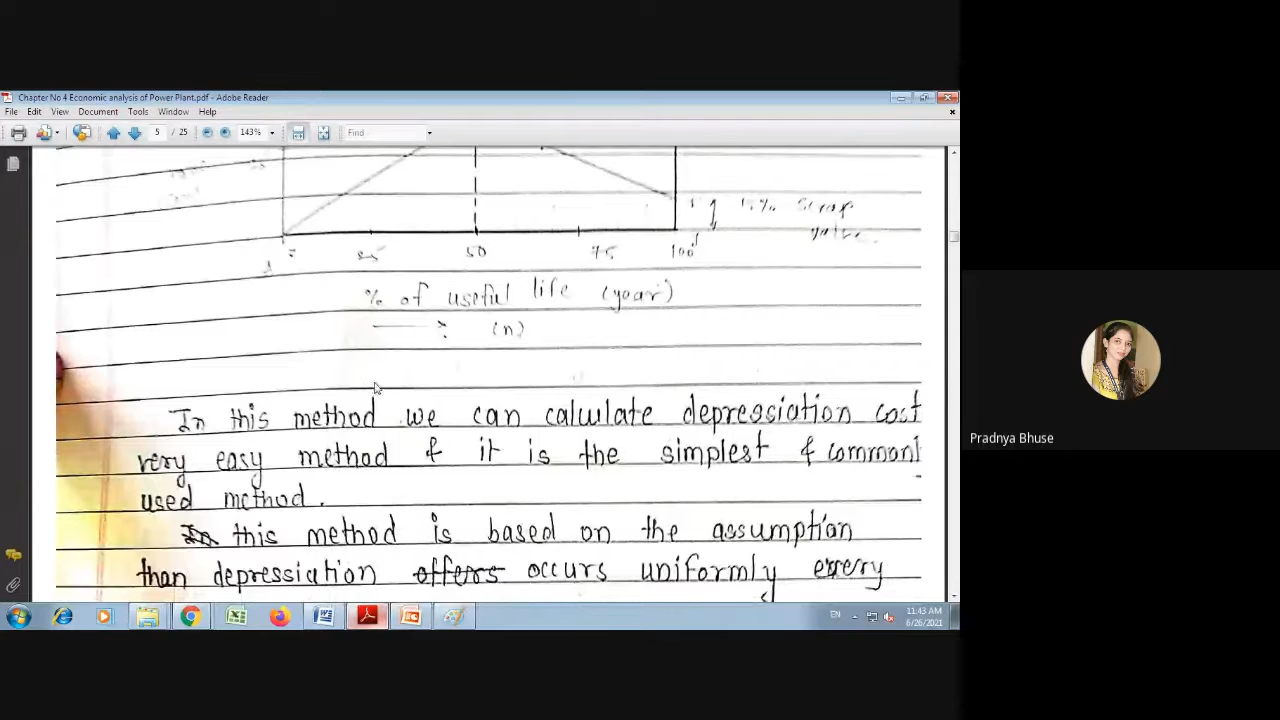 Chapter No 4 Economic analysis of Power Plant.pdf - Adobe Reader
File Edit View Document Tools Window Help
5 / 25 143% Find
50 75 100
% of useful life (year)
(n)
In this method we can calculate depressiation cost
very easy method & it is the simplest & commonl
used method.
this method is based on the assumption
than depressiation offers occurs uniformly every
Pradnya Bhuse
EN
11:43 AM
6/26/2021